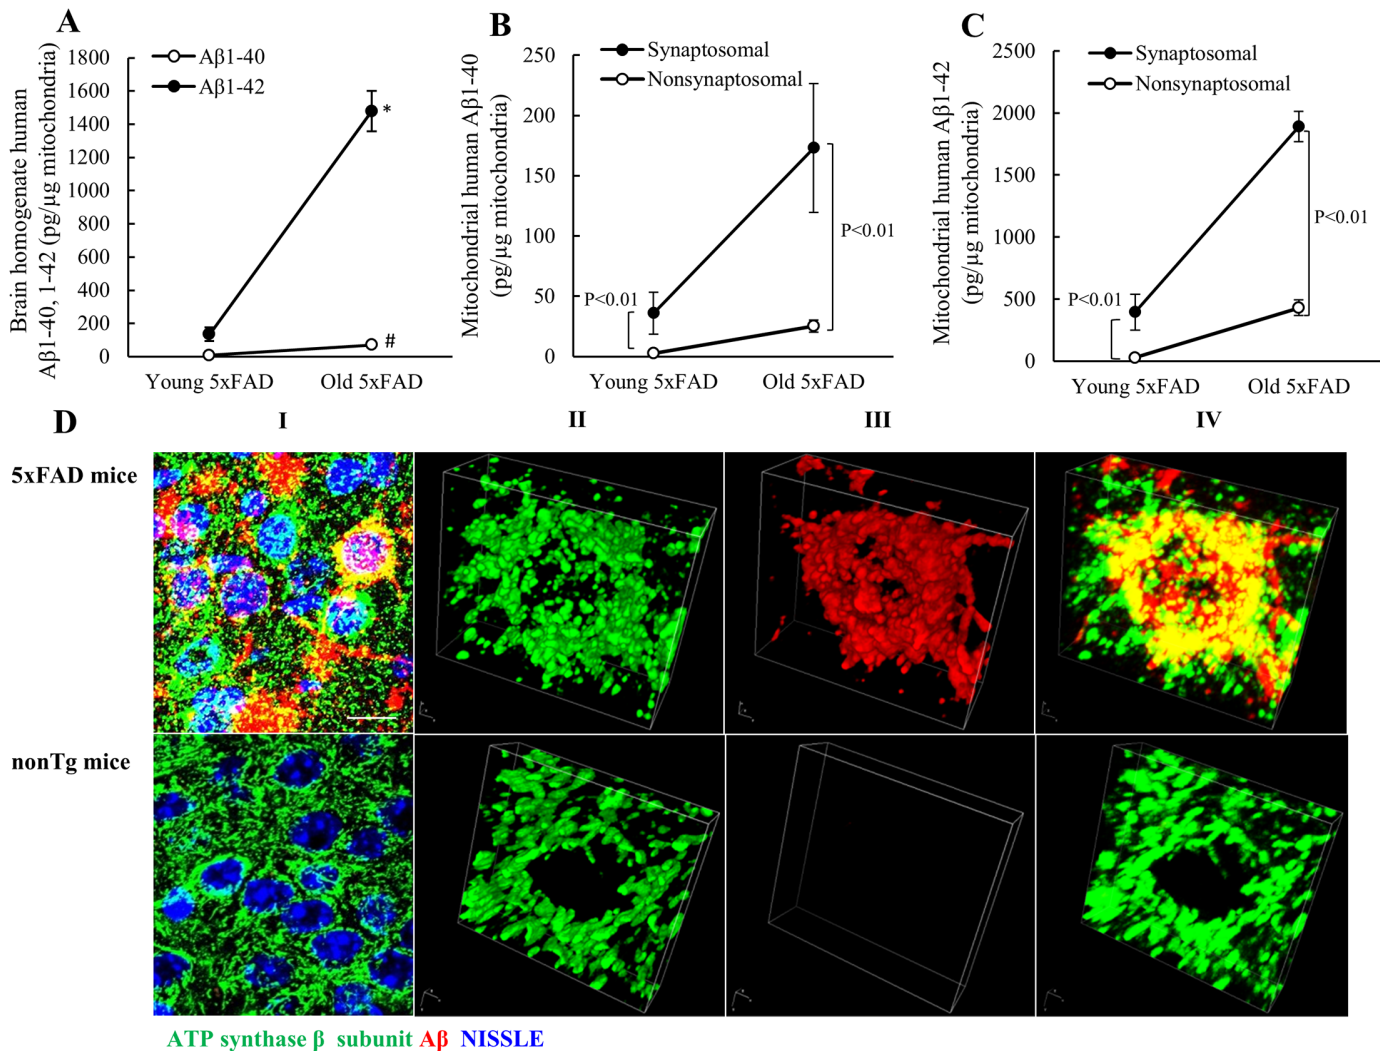 A
Brain homogenate human
Aβ1-40, 1-42 (pg/µg mitochondria)
1800
1600
1400
1200
1000
800
600
400
200
0
Aβ1-40
Aβ1-42
*
#
Young 5xFAD
Old 5xFAD
B
Mitochondrial human Aβ1-40
(pg/µg mitochondria)
250
200
150
100
50
0
Synaptosomal
Nonsynaptosomal
P<0.01
P<0.01
Young 5xFAD
Old 5xFAD
C
Mitochondrial human Aβ1-42
(pg/µg mitochondria)
2500
2000
1500
1000
500
0
Synaptosomal
Nonsynaptosomal
P<0.01
P<0.01
Young 5xFAD
Old 5xFAD
D
I
II
III
IV
5xFAD mice
nonTg mice
ATP synthase β subunit Aβ NISSLE